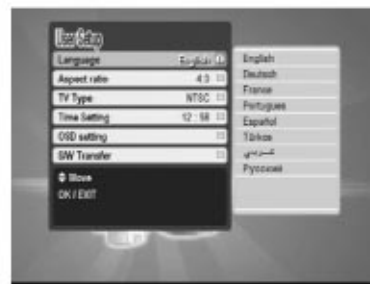 User Setup
Language English
Aspect ratio 4:3
TV Type NTSC
Time Setting 12 : 58
OSD setting
S/W Transfer
Move
OK / EXIT
English
Deutsch
France
Portugues
Español
Türkce
عــربي
Русский